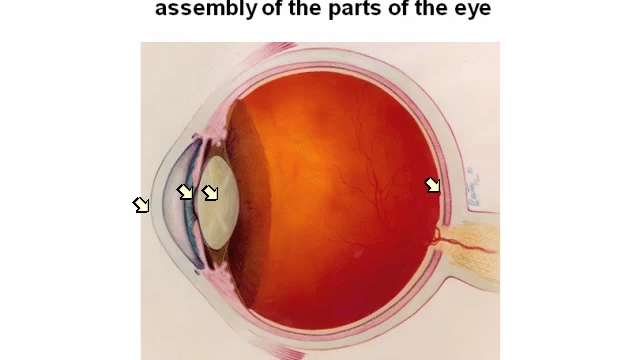 assembly of the parts of the eye